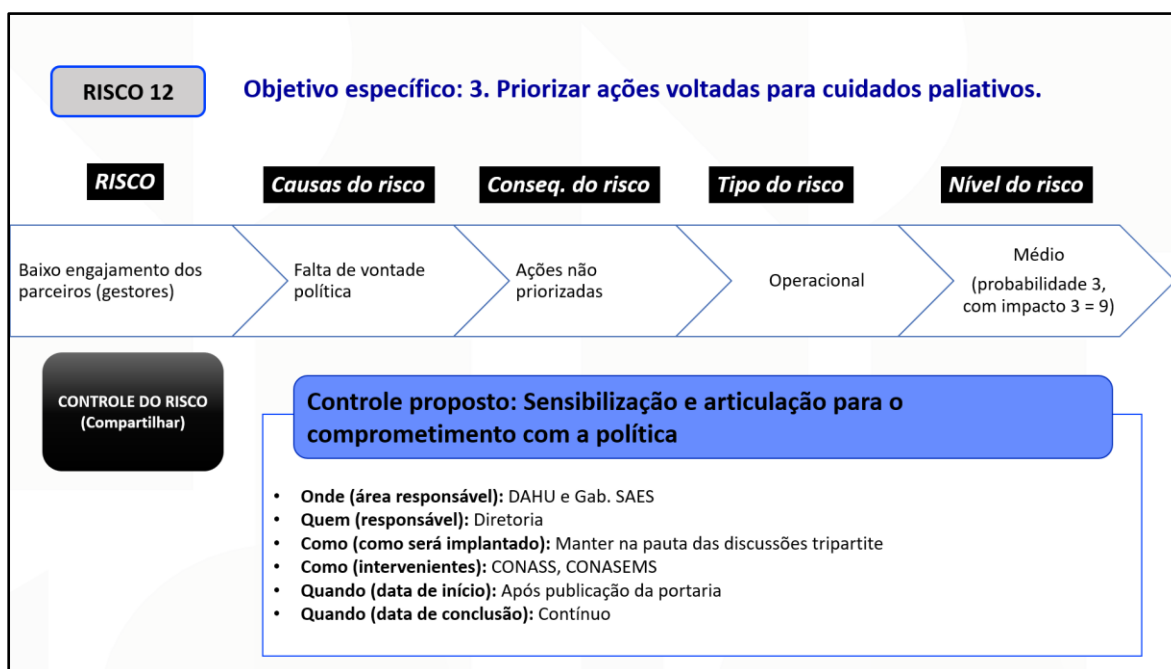 RISCO 12
Objetivo específico: 3. Priorizar ações voltadas para cuidados paliativos.
RISCO
Causas do risco
Conseq. do risco
Tipo do risco
Nível do risco
Baixo engajamento dos
parceiros (gestores)
Falta de vontade
política
Ações não
priorizadas
Operacional
Médio
(probabilidade 3,
com impacto 3 = 9)
CONTROLE DO RISCO
(Compartilhar)
Controle proposto: Sensibilização e articulação para o
comprometimento com a política
• Onde (área responsável): DAHU e Gab. SAES
• Quem (responsável): Diretoria
• Como (como será implantado): Manter na pauta das discussões tripartite
• Como (intervenientes): CONASS, CONASEMS
• Quando (data de início): Após publicação da portaria
• Quando (data de conclusão): Contínuo